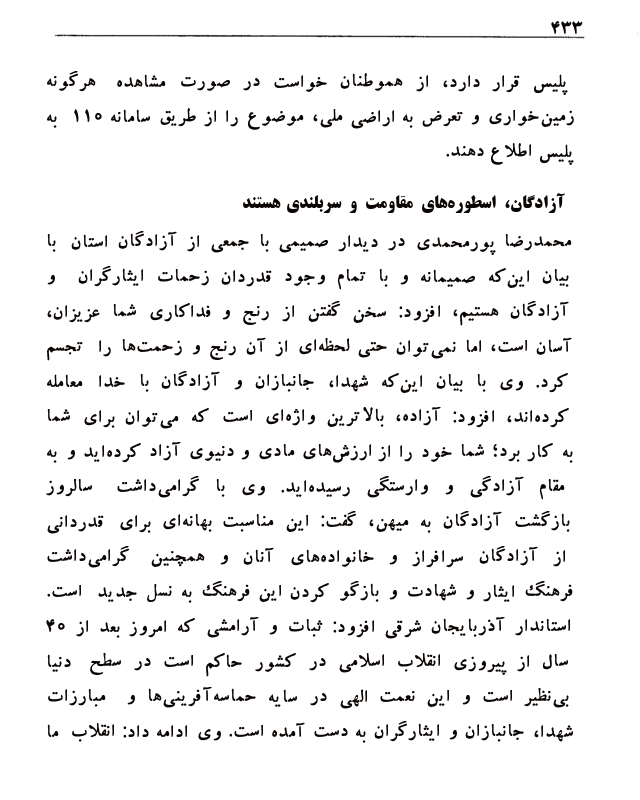 ۴۳۳
پلیس قرار دارد، از هموطنان خواست در صورت مشاهده هرگونه
زمین‌خواری و تعرض به اراضی ملی، موضوع را از طریق سامانه ۱۱۰ به
پلیس اطلاع دهند.
آزادگان، اسطوره‌های مقاومت و سربلندی هستند
محمدرضا پورمحمدی در دیدار صمیمی با جمعی از آزادگان استان با
بیان این‌که صمیمانه و با تمام وجود قدردان زحمات ایثارگران و
آزادگان هستیم، افزود: سخن گفتن از رنج و فداکاری شما عزیزان،
آسان است، اما نمی‌توان حتی لحظه‌ای از آن رنج و زحمت‌ها را تجسم
کرد. وی با بیان این‌که شهدا، جانبازان و آزادگان با خدا معامله
کرده‌اند، افزود: آزاده، بالاترین واژه‌ای است که می‌توان برای شما
به کار برد؛ شما خود را از ارزش‌های مادی و دنیوی آزاد کرده‌اید و به
مقام آزادگی و وارستگی رسیده‌اید. وی با گرامی‌داشت سالروز
بازگشت آزادگان به میهن، گفت: این مناسبت بهانه‌ای برای قدردانی
از آزادگان سرافراز و خانواده‌های آنان و همچنین گرامی‌داشت
فرهنگ ایثار و شهادت و بازگو کردن این فرهنگ به نسل جدید است.
استاندار آذربایجان شرقی افزود: ثبات و آرامشی که امروز بعد از ۴۰
سال از پیروزی انقلاب اسلامی در کشور حاکم است در سطح دنیا
بی‌نظیر است و این نعمت الهی در سایه حماسه‌آفرینی‌ها و مبارزات
شهدا، جانبازان و ایثارگران به دست آمده است. وی ادامه داد: انقلاب ما